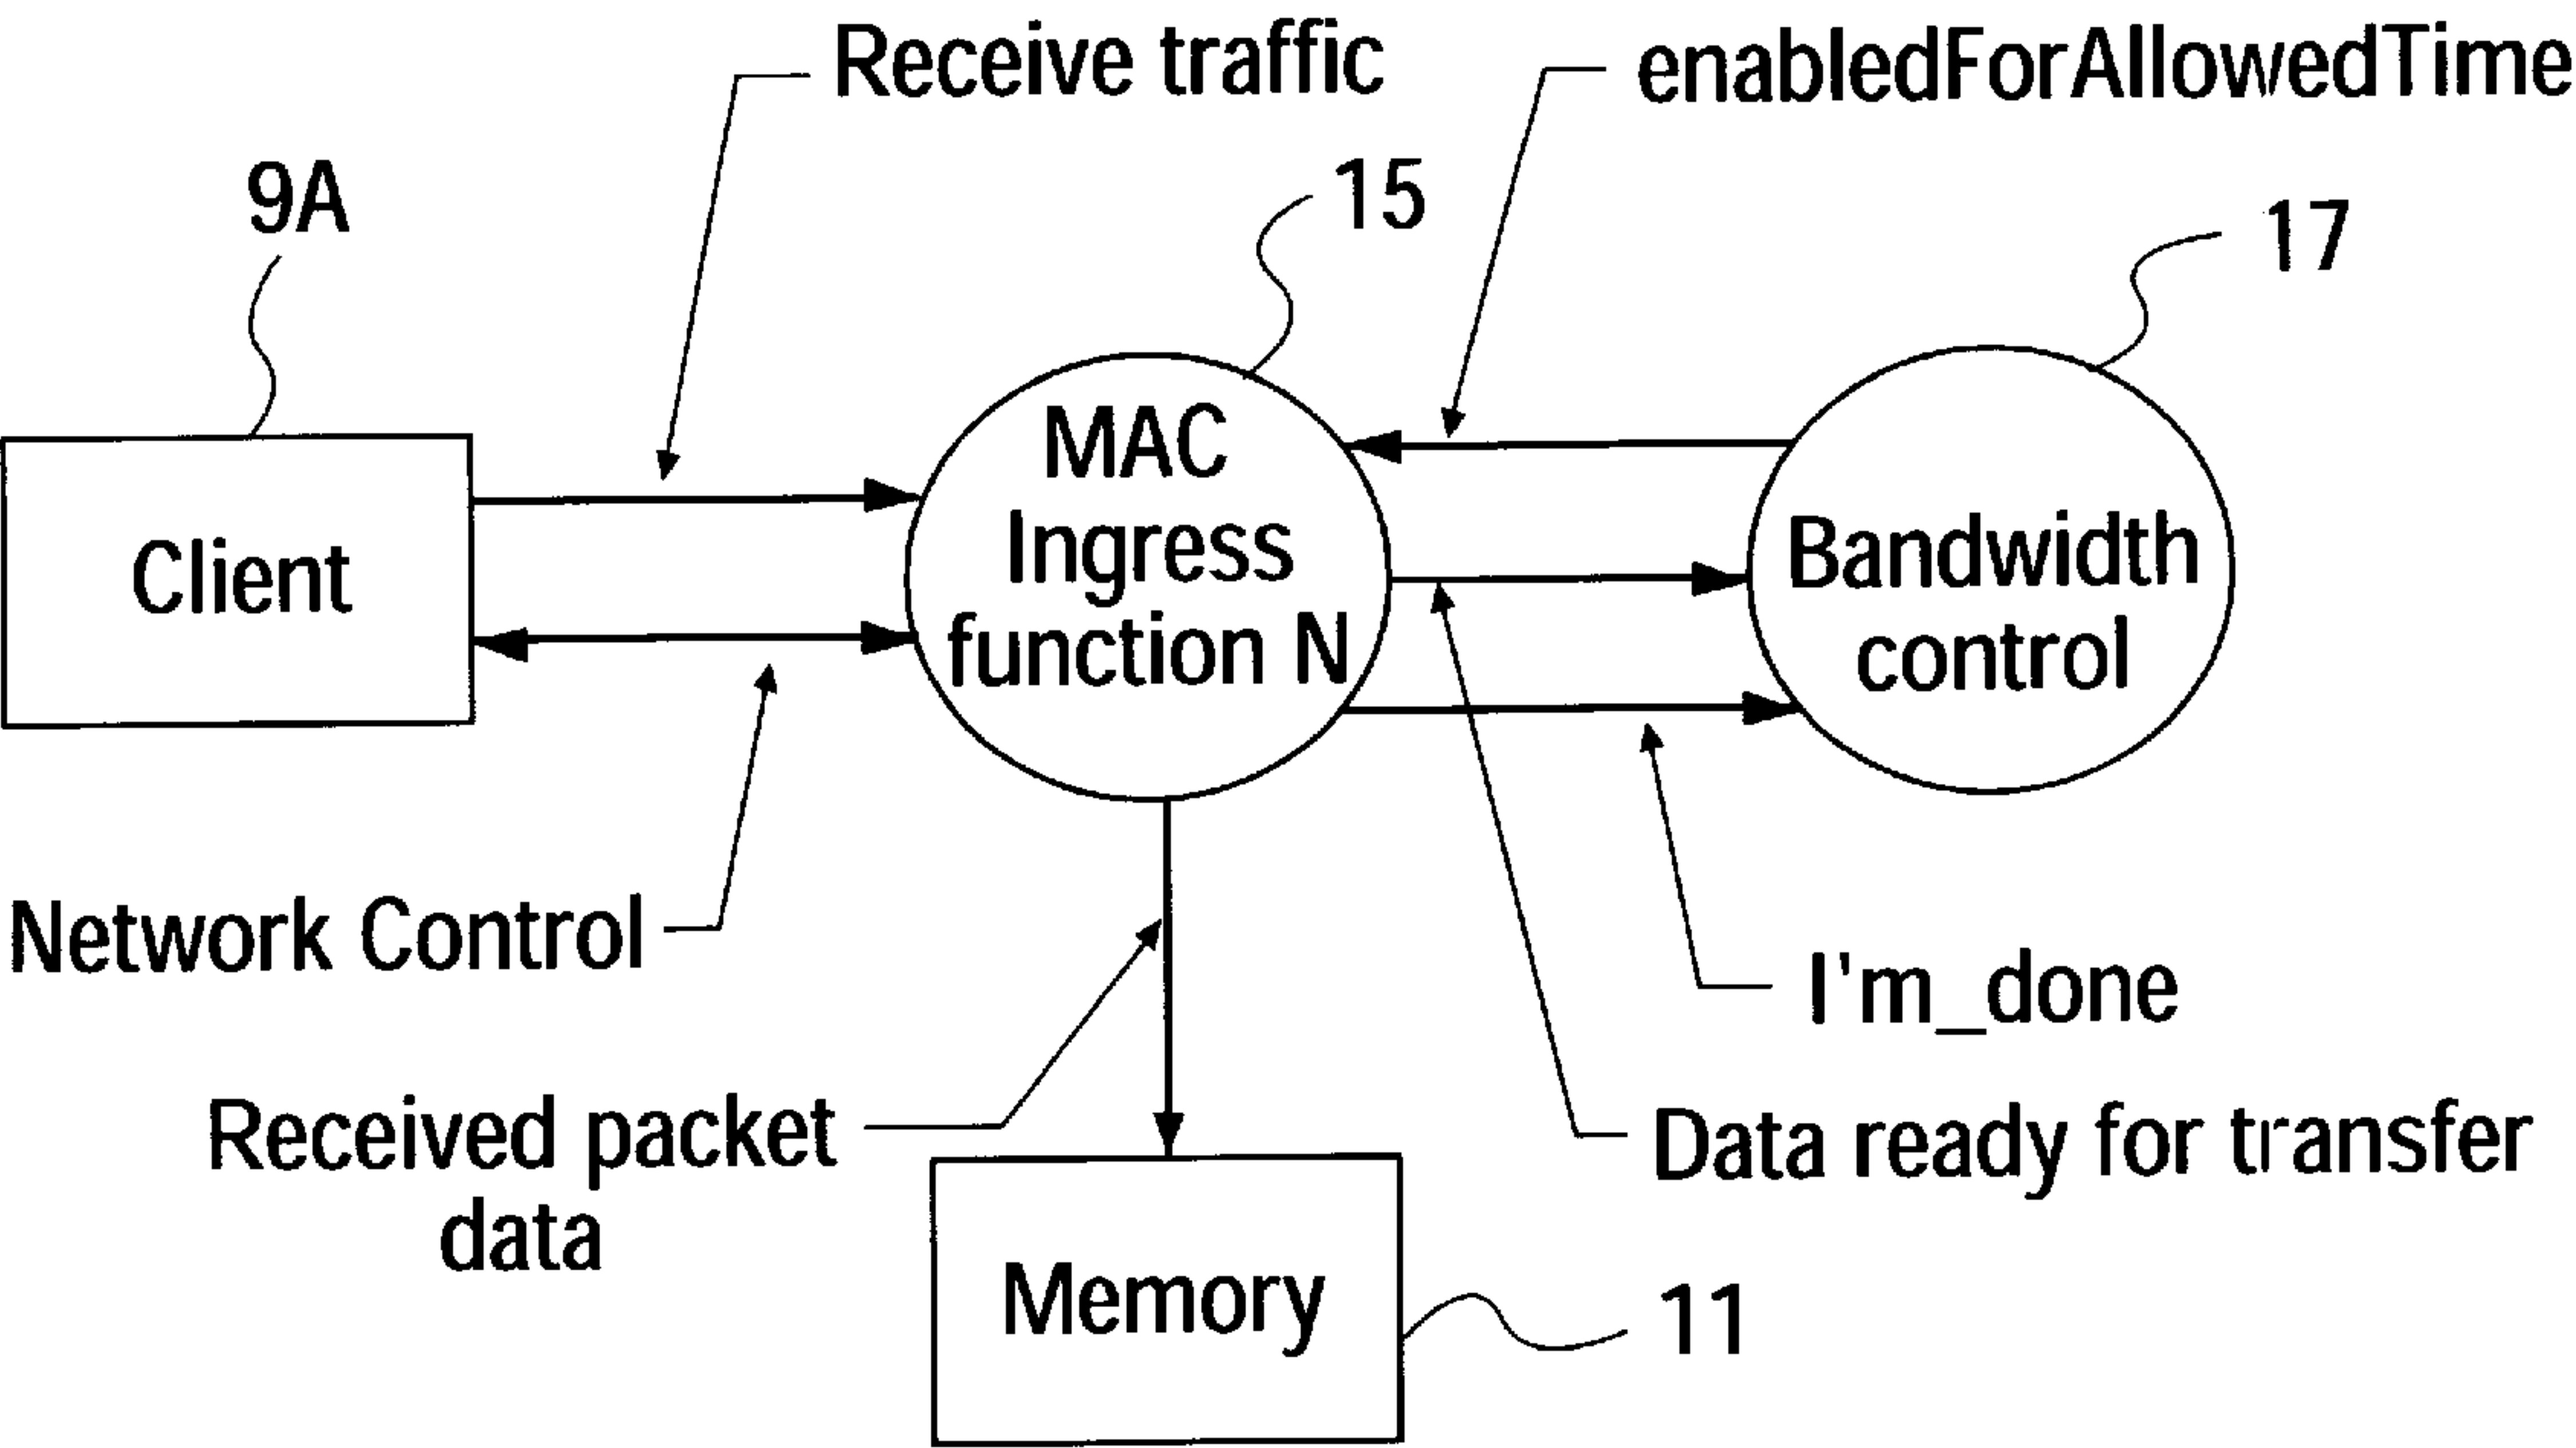 Receive traffic
enabledForAllowedTime
9A
15
17
MAC
Ingress
function N
Client
Bandwidth
control
Network Control
I'm_done
Received packet
data
Data ready for transfer
Memory
11